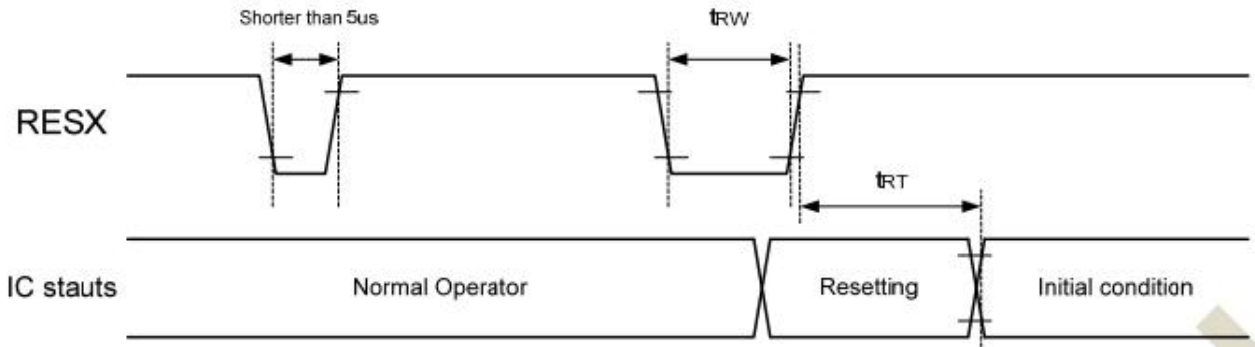 Shorter than 5us
tRW
RESX
tRT
IC stauts
Normal Operator
Resetting
Initial condition